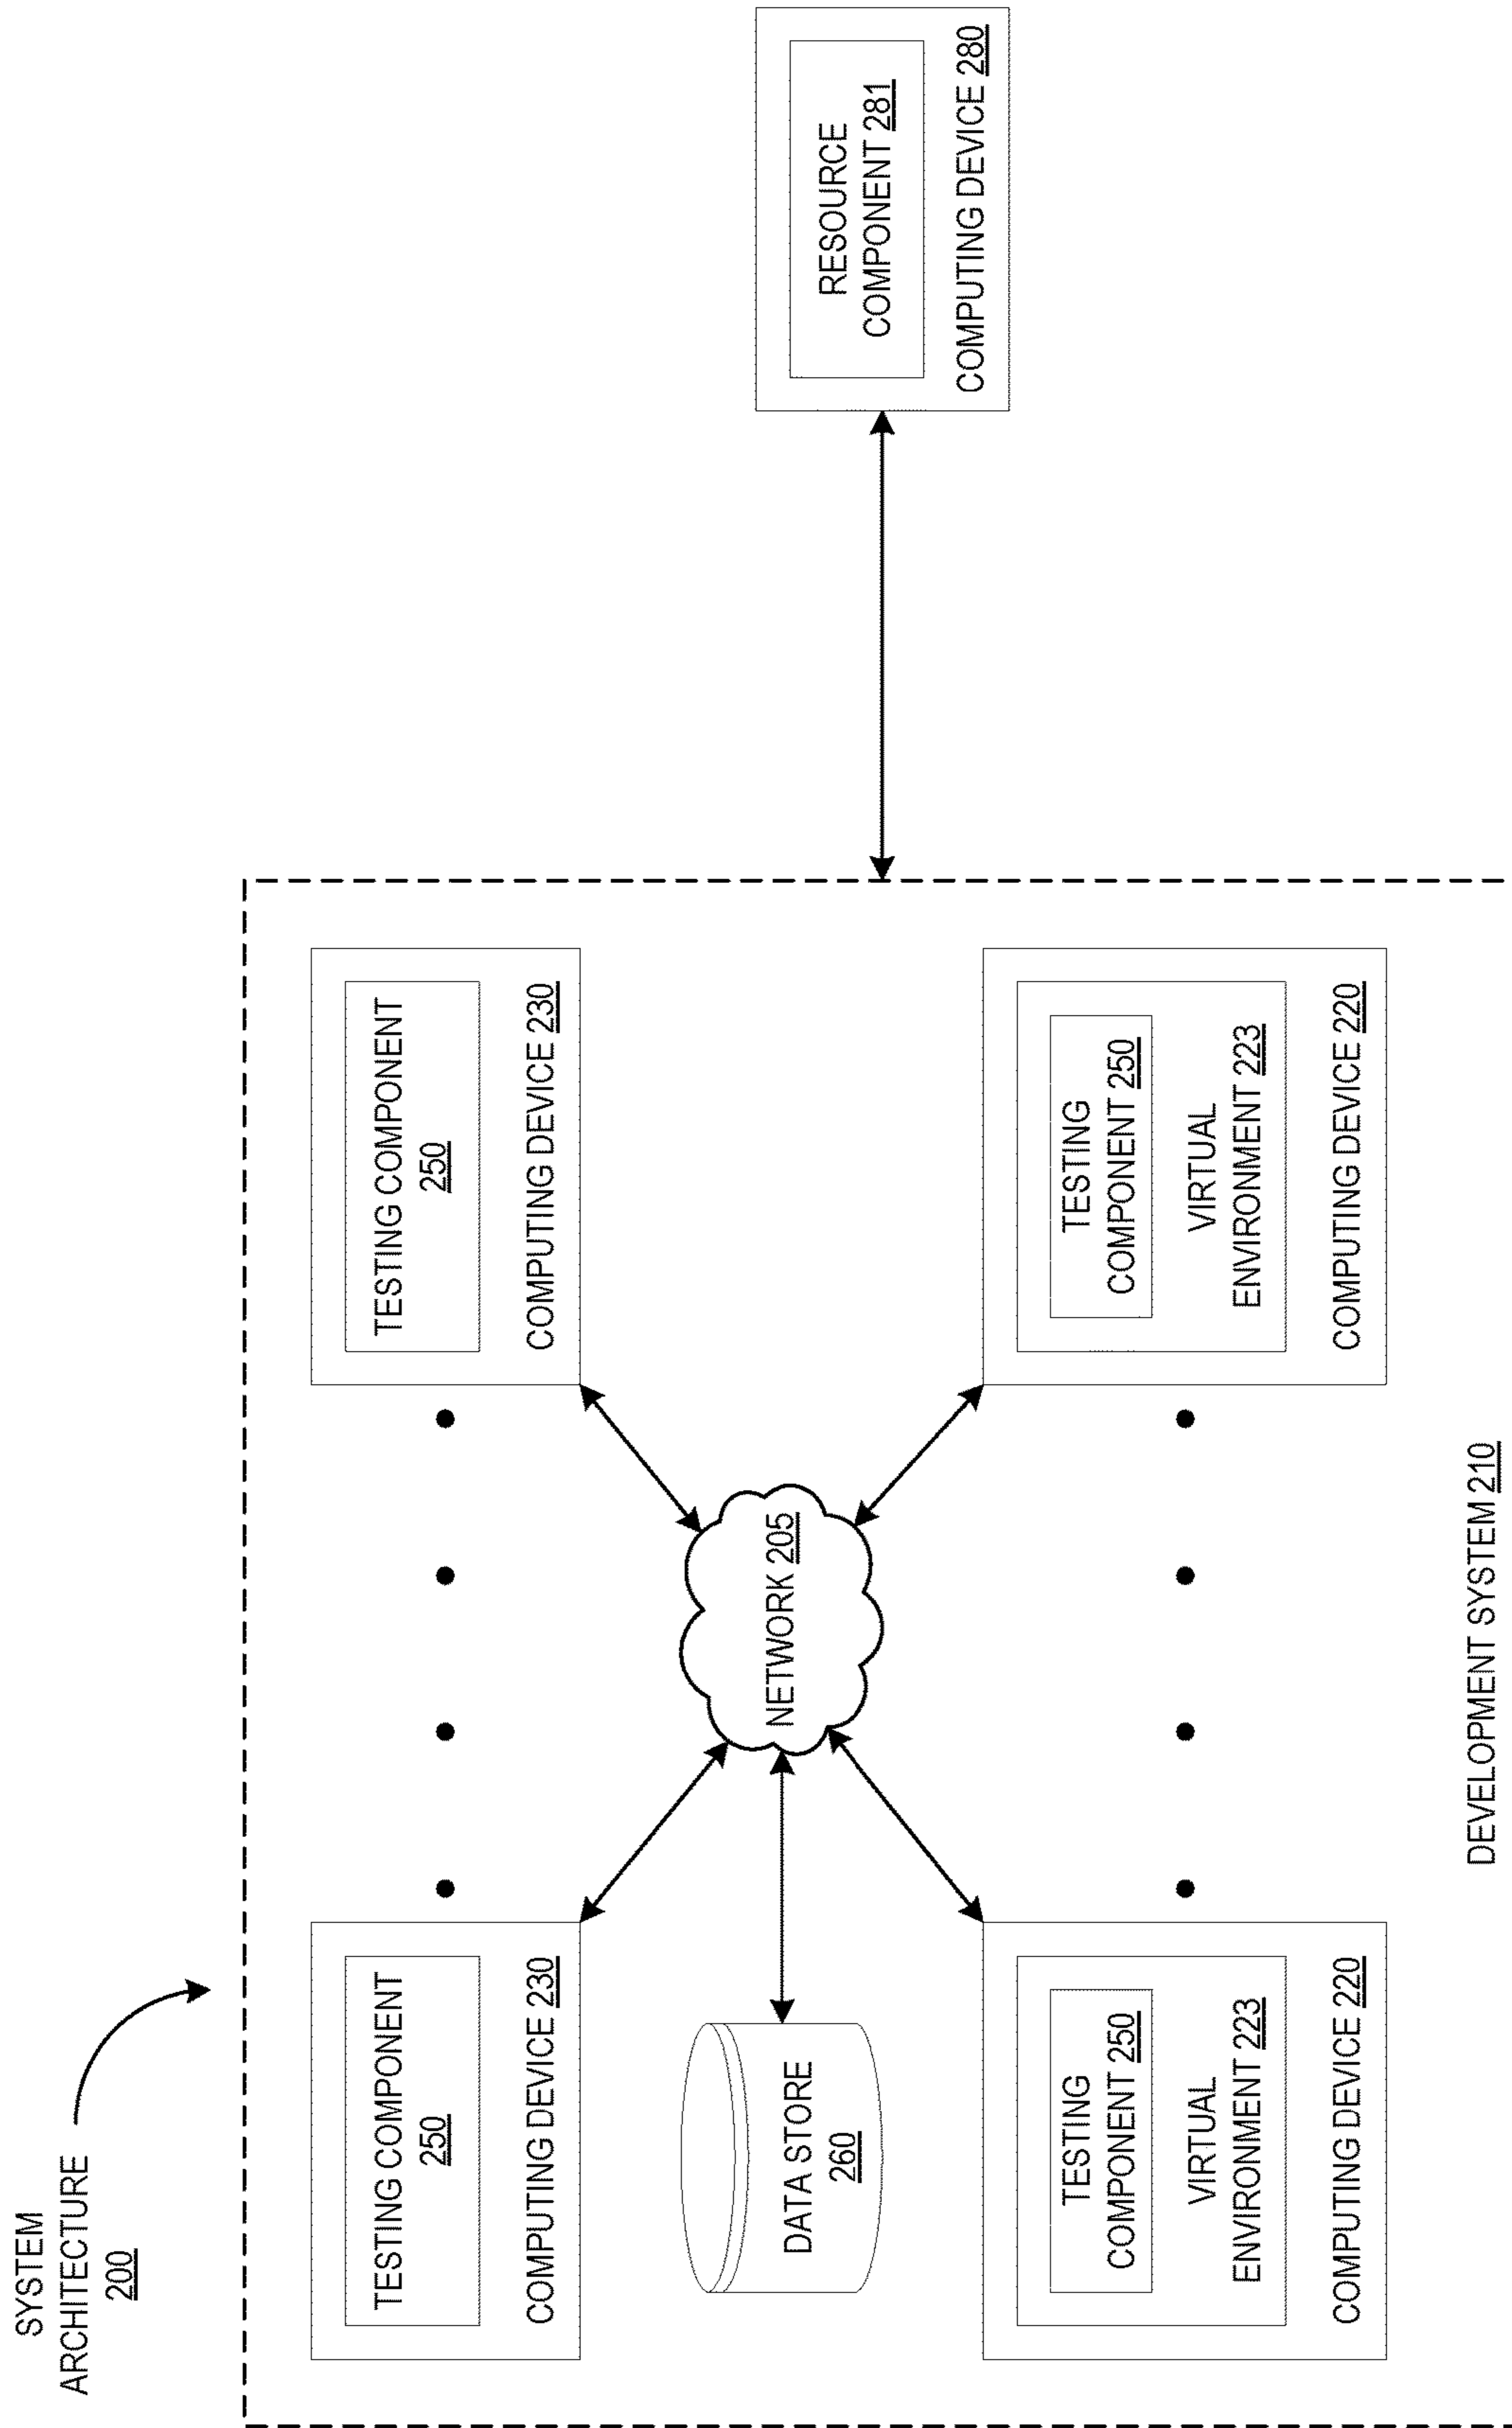 SYSTEM
ARCHITECTURE
200
TESTING COMPONENT
250
COMPUTING DEVICE 230
TESTING COMPONENT
250
COMPUTING DEVICE 230
DATA STORE
260
NETWORK 205
RESOURCE
COMPONENT 281
COMPUTING DEVICE 280
TESTING
COMPONENT 250
VIRTUAL
ENVIRONMENT 223
COMPUTING DEVICE 220
TESTING
COMPONENT 250
VIRTUAL
ENVIRONMENT 223
COMPUTING DEVICE 220
DEVELOPMENT SYSTEM 210